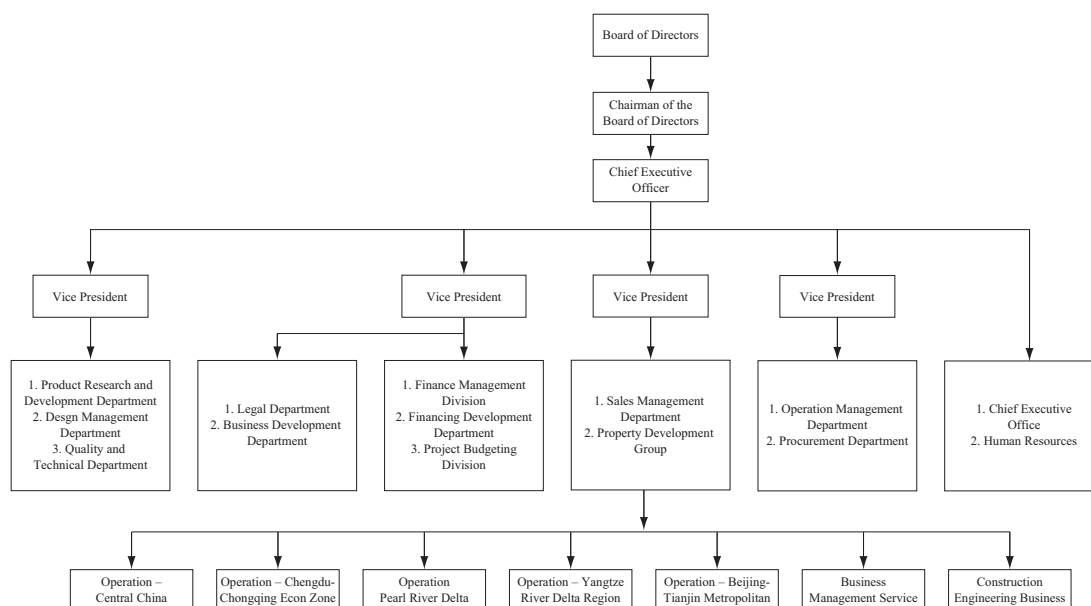 Board of Directors
Chairman of the
Board of Directors
Chief Executive
Officer
Vice President
Vice President
Vice President
Vice President
1. Product Research and
Development Department
2. Desgn Management
Department
3. Quality and
Technical Department
1. Legal Department
2. Business Development
Department
1. Finance Management
Division
2. Financing Development
Department
3. Project Budgeting
Division
1. Sales Management
Department
2. Property Development
Group
1. Operation Management
Department
2. Procurement Department
1. Chief Executive
Office
2. Human Resources
Operation –
Central China
Operation – Chengdu-
Chongqing Econ Zone
Operation
Pearl River Delta
Operation – Yangtze
River Delta Region
Operation – Beijing-
Tianjin Metropolitan
Business
Management Service
Construction
Engineering Business